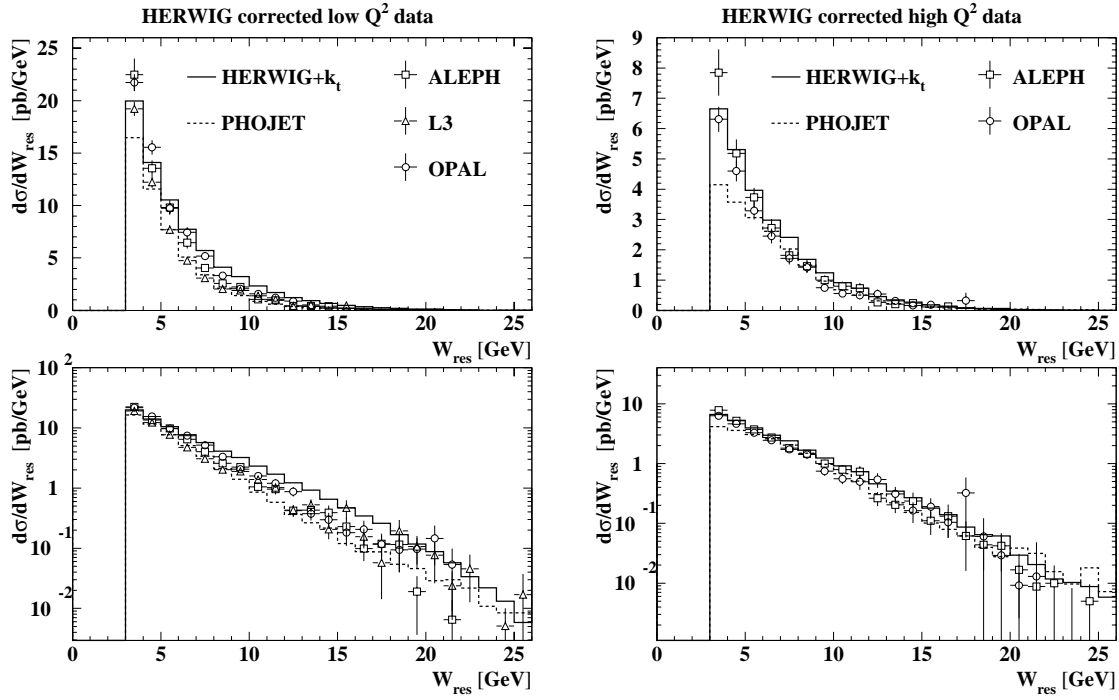 HERWIG corrected low Q² data
dσ/dW_res [pb/GeV]
25
20
15
10
5
0
HERWIG+k_t
PHOJET
ALEPH
L3
OPAL
0 5 10 15 20 25
W_res [GeV]
HERWIG corrected high Q² data
dσ/dW_res [pb/GeV]
9
8
7
6
5
4
3
2
1
0
HERWIG+k_t
PHOJET
ALEPH
OPAL
0 5 10 15 20 25
W_res [GeV]
dσ/dW_res [pb/GeV]
10²
10
1
10⁻¹
10⁻²
0 5 10 15 20 25
W_res [GeV]
dσ/dW_res [pb/GeV]
10
1
10⁻¹
10⁻²
0 5 10 15 20 25
W_res [GeV]